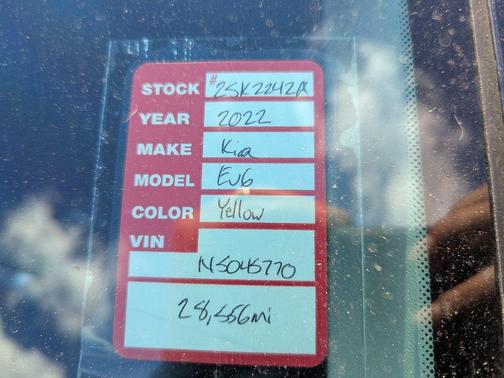 STOCK # 25K2242A
YEAR 2022
MAKE Kia
MODEL EV6
COLOR Yellow
VIN
N5045770
28,556mi